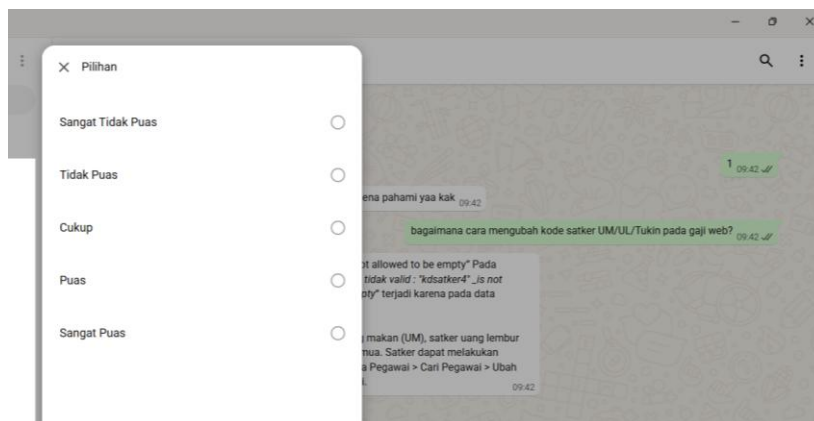 Pilihan
Sangat Tidak Puas
Tidak Puas
Cukup
Puas
Sangat Puas
1 09:42
ena pahami yaa kak 09:42
bagaimana cara mengubah kode satker UM/UL/Tukin pada gaji web? 09:42
ot allowed to be empty" Pada
tidak valid : "kdsatker4" _is not
pty" terjadi karena pada data
makan (UM), satker uang lembur
mua. Satker dapat melakukan
a Pegawai > Cari Pegawai > Ubah
09:42